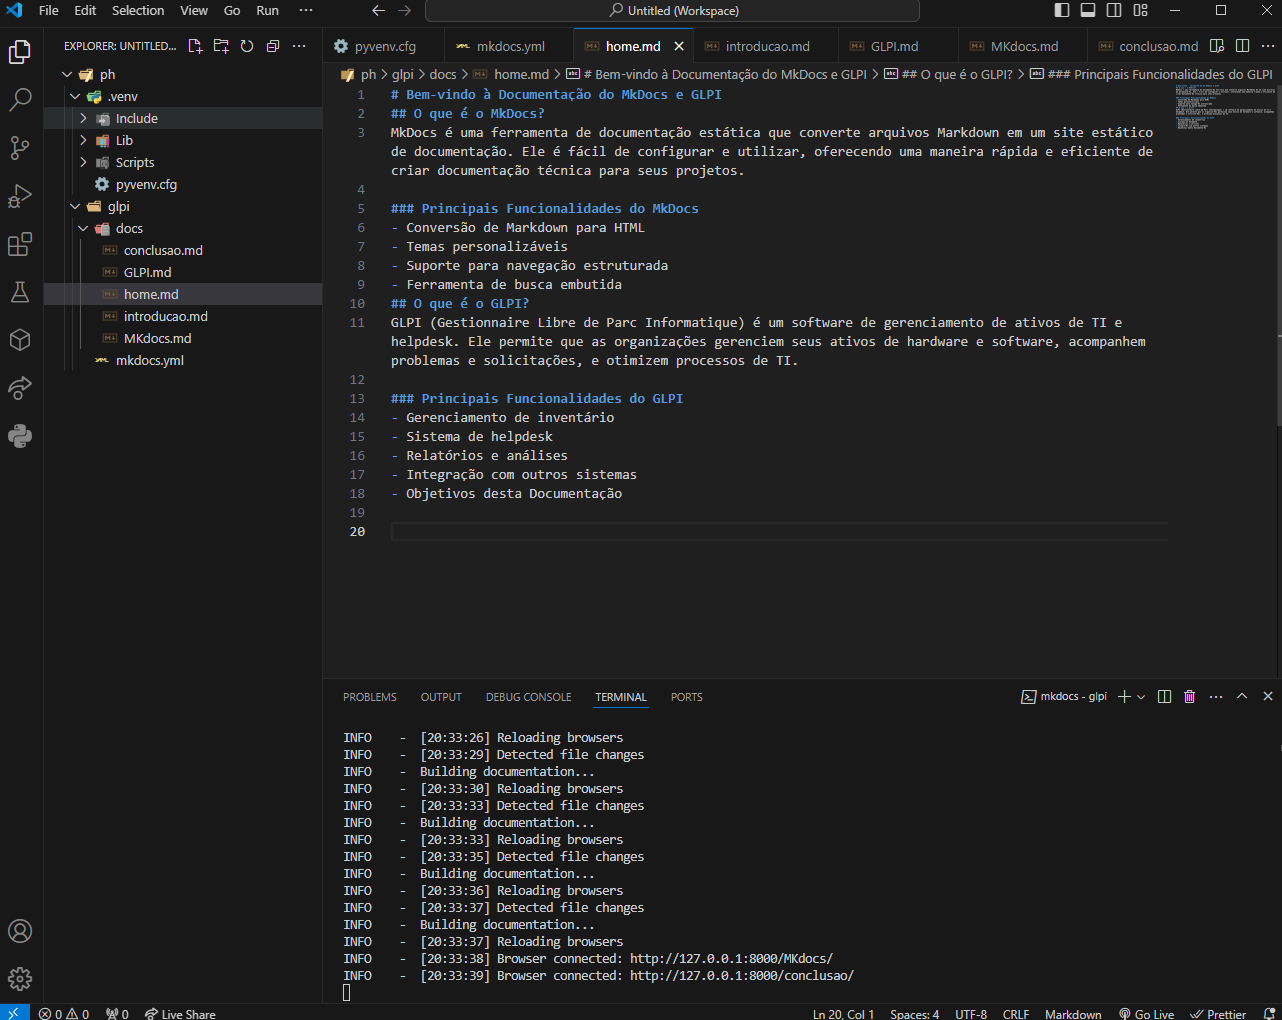 File Edit Selection View Go Run ··· Untitled (Workspace)
EXPLORER: UNTITLED...
ph
.venv
Include
Lib
Scripts
pyvenv.cfg
glpi
docs
conclusao.md
GLPI.md
home.md
introducao.md
MKdocs.md
mkdocs.yml
pyvenv.cfg mkdocs.yml home.md introducao.md GLPI.md MKdocs.md conclusao.md
ph > glpi > docs > home.md > # Bem-vindo à Documentação do MkDocs e GLPI > ## O que é o GLPI? > ### Principais Funcionalidades do GLPI
1 # Bem-vindo à Documentação do MkDocs e GLPI
2 ## O que é o MkDocs?
3 MkDocs é uma ferramenta de documentação estática que converte arquivos Markdown em um site estático
de documentação. Ele é fácil de configurar e utilizar, oferecendo uma maneira rápida e eficiente de
criar documentação técnica para seus projetos.
4
5 ### Principais Funcionalidades do MkDocs
6 - Conversão de Markdown para HTML
7 - Temas personalizáveis
8 - Suporte para navegação estruturada
9 - Ferramenta de busca embutida
10 ## O que é o GLPI?
11 GLPI (Gestionnaire Libre de Parc Informatique) é um software de gerenciamento de ativos de TI e
helpdesk. Ele permite que as organizações gerenciem seus ativos de hardware e software, acompanhem
problemas e solicitações, e otimizem processos de TI.
12
13 ### Principais Funcionalidades do GLPI
14 - Gerenciamento de inventário
15 - Sistema de helpdesk
16 - Relatórios e análises
17 - Integração com outros sistemas
18 - Objetivos desta Documentação
19
20
PROBLEMS OUTPUT DEBUG CONSOLE TERMINAL PORTS mkdocs - glpi
INFO - [20:33:26] Reloading browsers
INFO - [20:33:29] Detected file changes
INFO - Building documentation...
INFO - [20:33:30] Reloading browsers
INFO - [20:33:33] Detected file changes
INFO - Building documentation...
INFO - [20:33:33] Reloading browsers
INFO - [20:33:35] Detected file changes
INFO - Building documentation...
INFO - [20:33:36] Reloading browsers
INFO - [20:33:37] Detected file changes
INFO - Building documentation...
INFO - [20:33:37] Reloading browsers
INFO - [20:33:38] Browser connected: http://127.0.0.1:8000/MKdocs/
INFO - [20:33:39] Browser connected: http://127.0.0.1:8000/conclusao/
0 0 0 Live Share Ln 20, Col 1 Spaces: 4 UTF-8 CRLF Markdown Go Live Prettier